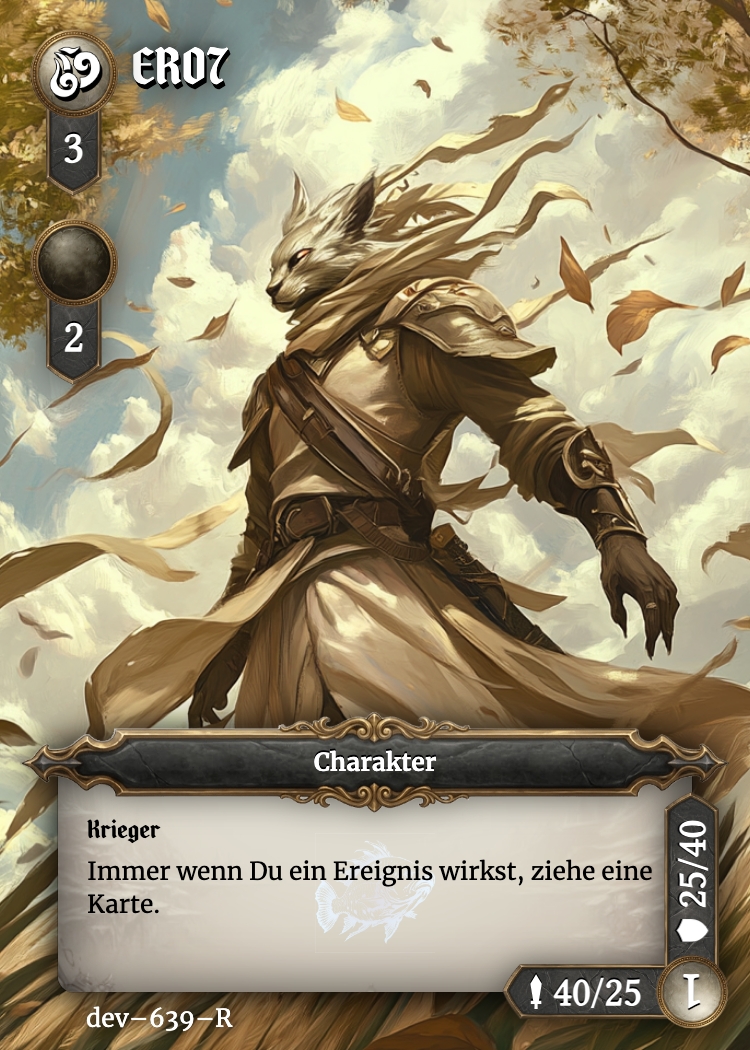 ER07
3
2
Charakter
Krieger
Immer wenn Du ein Ereignis wirkst, ziehe eine
Karte.
25/40
40/25
1
dev–639–R